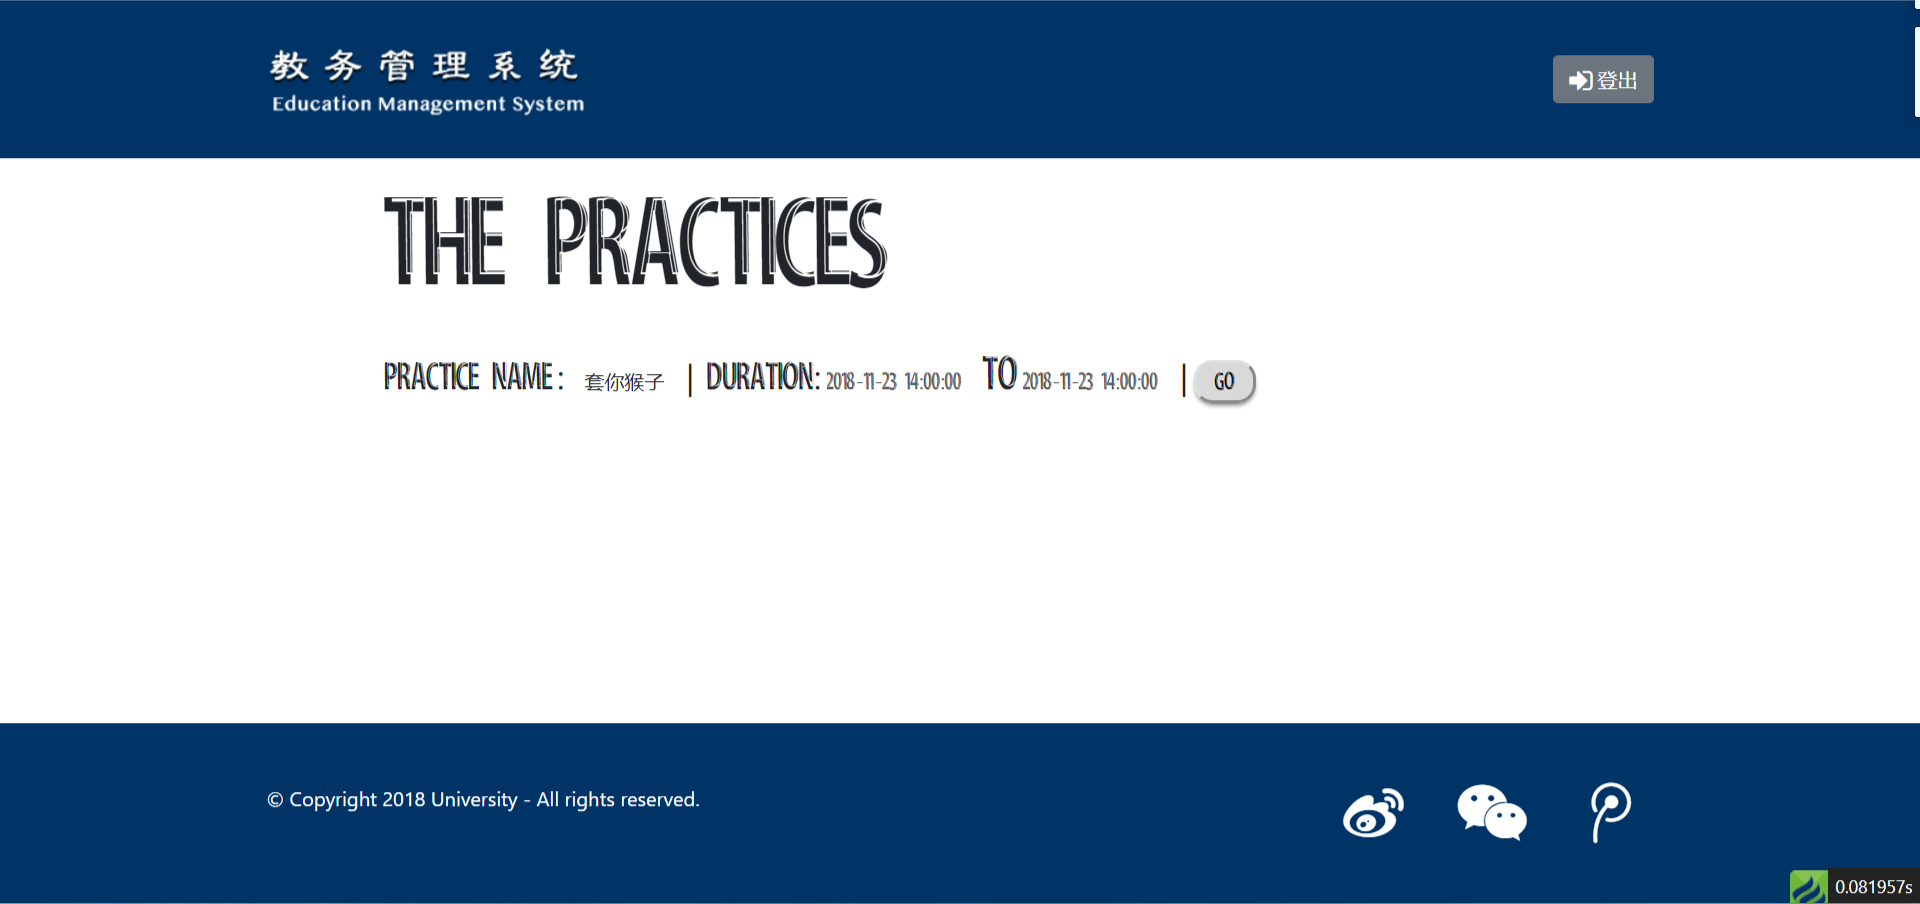 教务管理系统
Education Management System
登出
THE PRACTICES
PRACTICE NAME: 套你猴子 | DURATION: 2018-11-23 14:00:00 TO 2018-11-23 14:00:00 | GO
© Copyright 2018 University - All rights reserved.
0.081957s